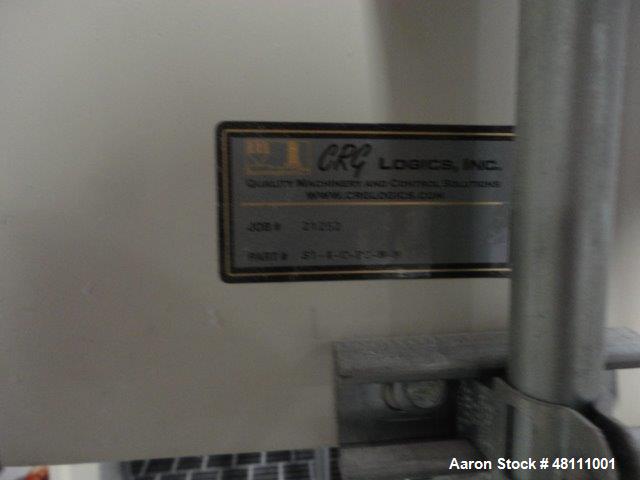 CRG LOGICS, INC.
QUALITY MACHINERY AND CONTROL SOLUTIONS
WWW.CRGLOGICS.COM
JOB #
PART #
Aaron Stock # 48111001